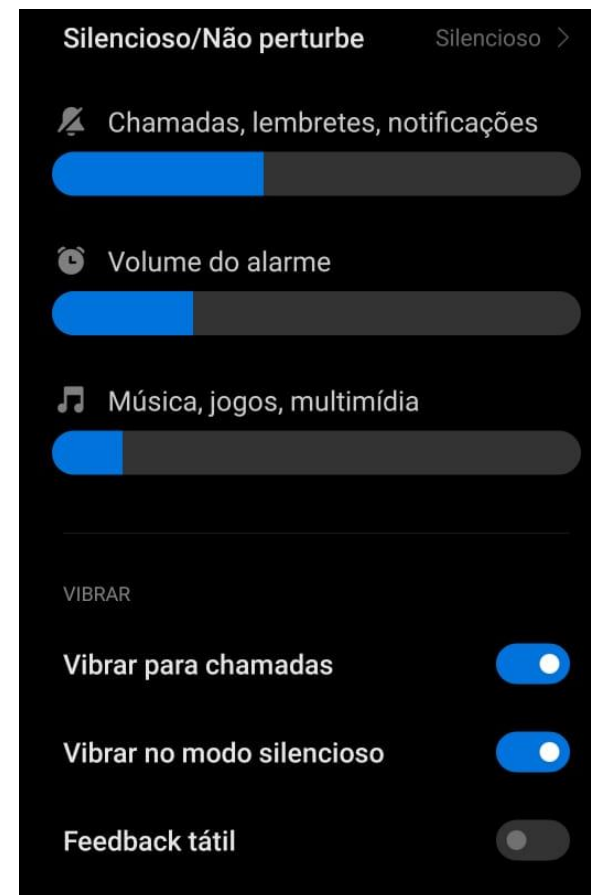 Silencioso/Não perturbe Silencioso >
Chamadas, lembretes, notificações
Volume do alarme
Música, jogos, multimídia
VIBRAR
Vibrar para chamadas
Vibrar no modo silencioso
Feedback tátil